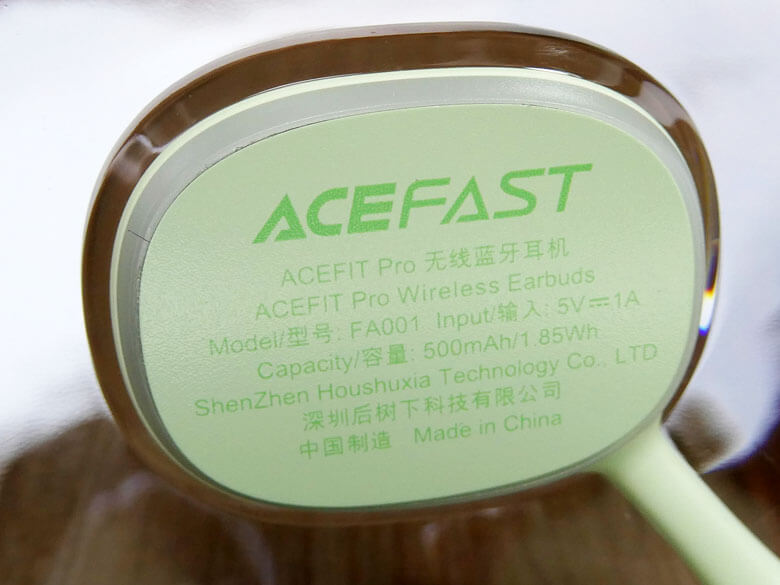 ACEFAST
ACEFIT Pro 无线蓝牙耳机
ACEFIT Pro Wireless Earbuds
Model/型号: FA001 Input/输入: 5V⎓1A
Capacity/容量: 500mAh/1.85Wh
ShenZhen Houshuxia Technology Co., LTD
深圳后树下科技有限公司
中国制造 Made in China